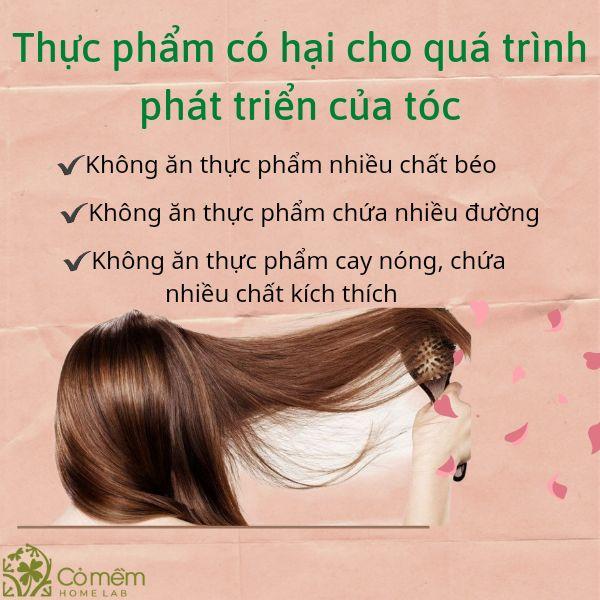 Thực phẩm có hại cho quá trình
phát triển của tóc
Không ăn thực phẩm nhiều chất béo
Không ăn thực phẩm chứa nhiều đường
Không ăn thực phẩm cay nóng, chứa
nhiều chất kích thích
Cỏ mềm
HOME LAB